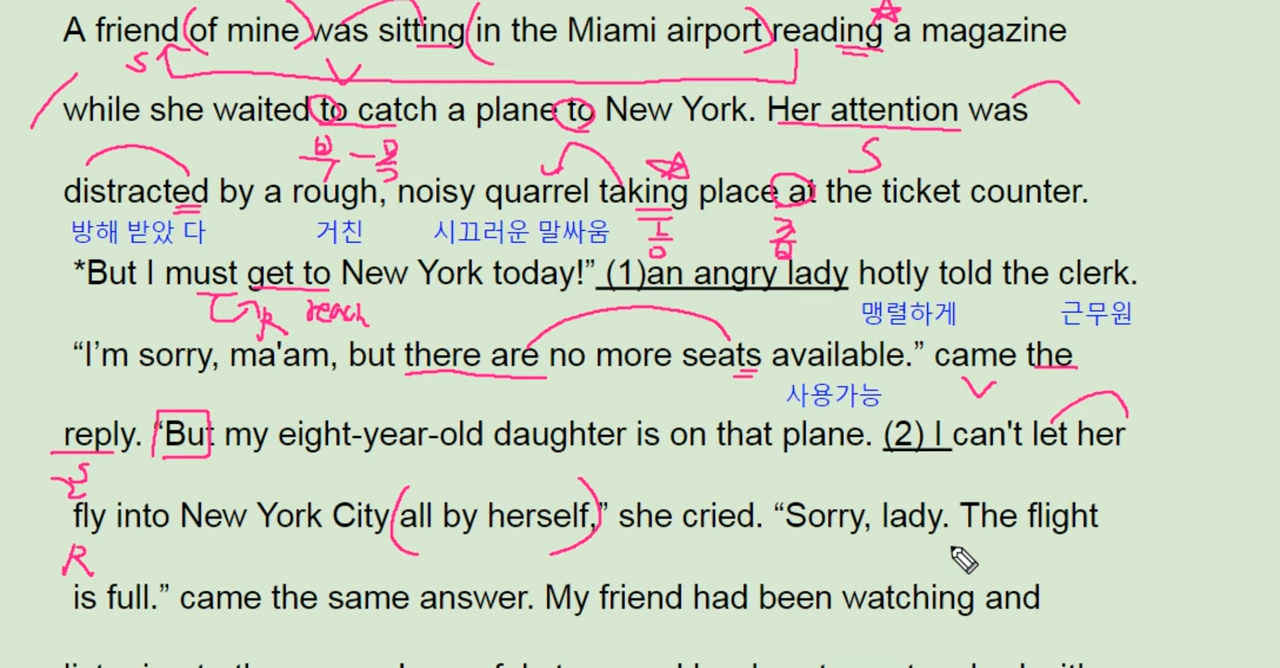 A friend of mine was sitting in the Miami airport reading a magazine
S V
while she waited to catch a plane to New York. Her attention was
S
distracted by a rough, noisy quarrel taking place at the ticket counter.
방해 받았 다 거친 시끄러운 말싸움
*But I must get to New York today!” (1)an angry lady hotly told the clerk.
R reach 맹렬하게 근무원
“I’m sorry, ma'am, but there are no more seats available.” came the
사용가능 V
reply. “But my eight-year-old daughter is on that plane. (2) I can't let her
S
fly into New York City all by herself,” she cried. “Sorry, lady. The flight
R
is full.” came the same answer. My friend had been watching and